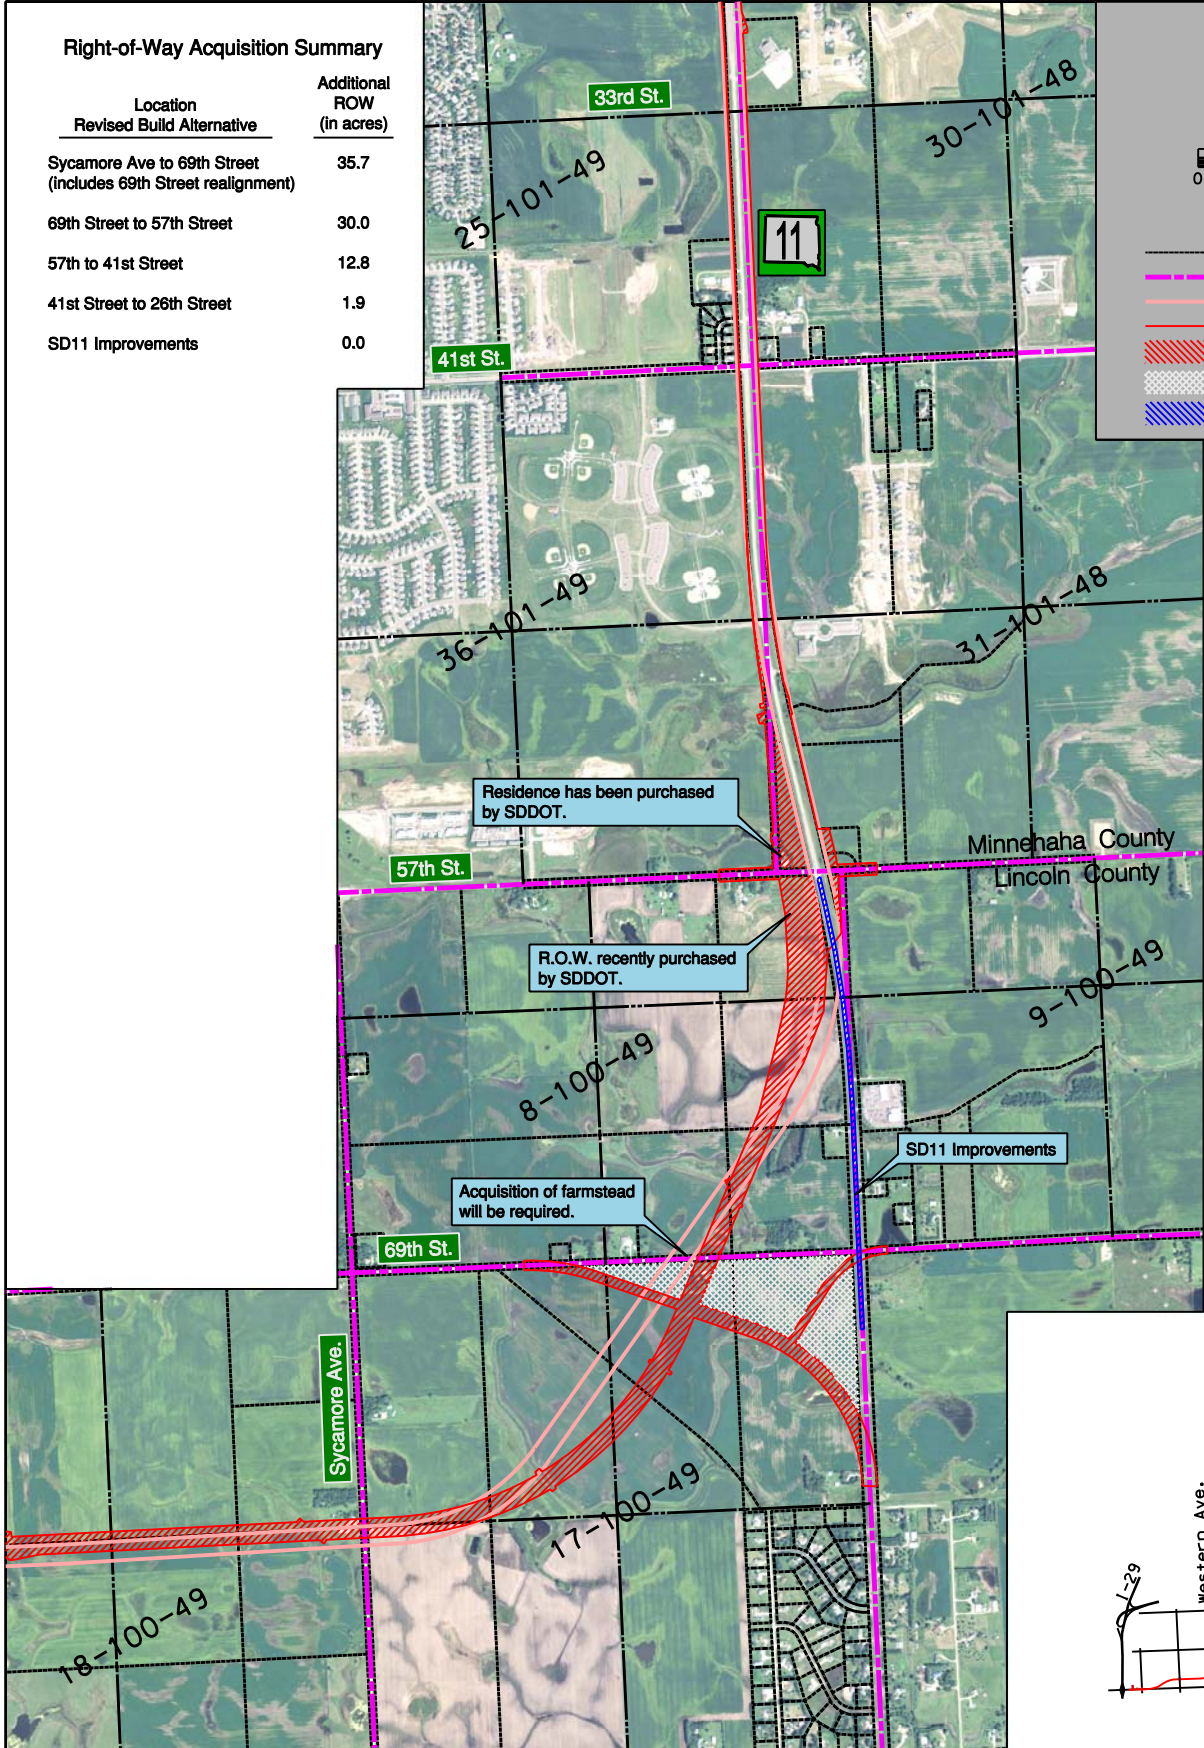 Right-of-Way Acquisition Summary
Location
Revised Build Alternative
Additional
ROW
(in acres)
Sycamore Ave to 69th Street 35.7
(includes 69th Street realignment)
69th Street to 57th Street 30.0
57th to 41st Street 12.8
41st Street to 26th Street 1.9
SD11 Improvements 0.0
33rd St.
30-101-48
25-101-49
11
0
41st St.
36-101-49
31-101-48
Residence has been purchased
by SDDOT.
Minnehaha County
57th St.
Lincoln County
R.O.W. recently purchased
by SDDOT.
9-100-49
8-100-49
SD11 Improvements
Acquisition of farmstead
will be required.
69th St.
Sycamore Ave.
17-100-49
18-100-49
I-29
Western Ave.